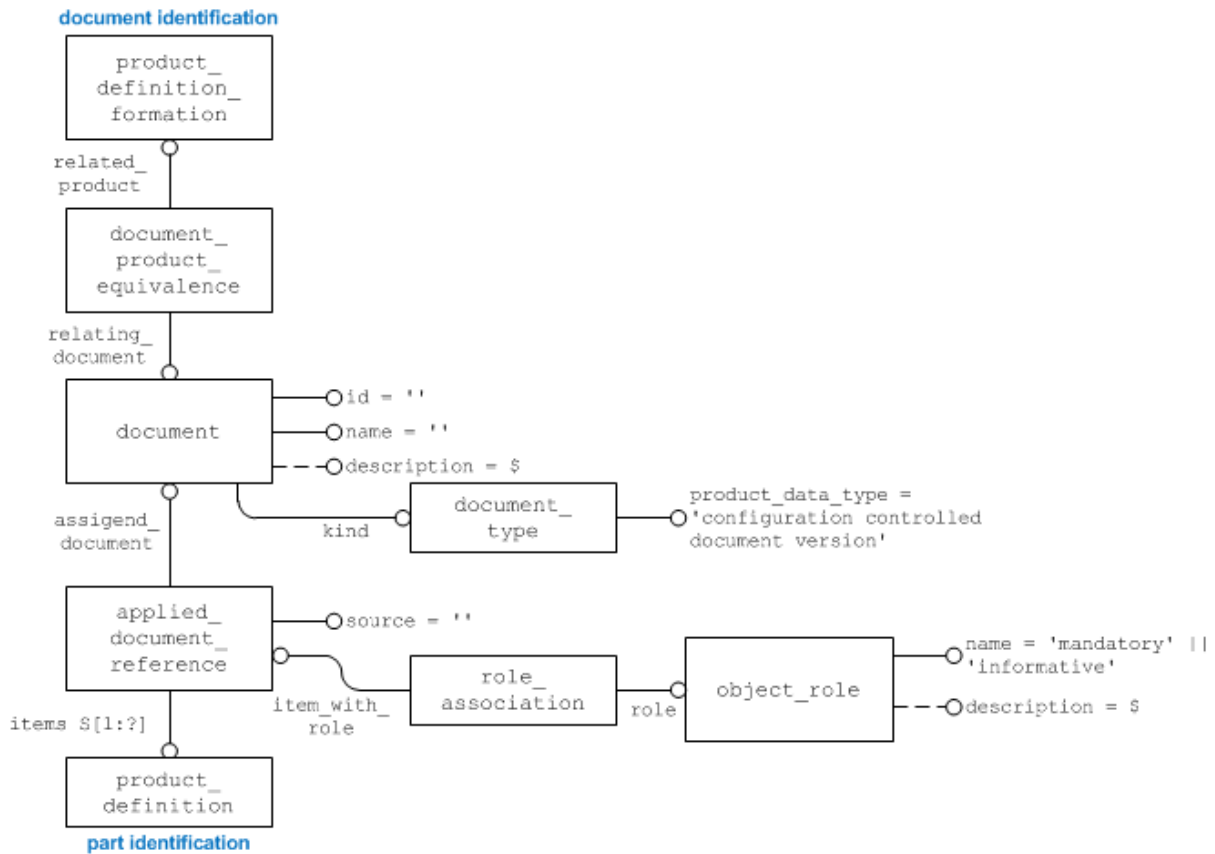 document identification
product_
definition_
formation
related_
product
document_
product_
equivalence
relating_
document
document
id = ''
name = ''
description = $
assigend_
document
kind
document_
type
product_data_type =
'configuration controlled
document version'
applied_
document_
reference
source = ''
item_with_
role
role_
association
role
object_role
name = 'mandatory' ||
'informative'
description = $
items S[1:?]
product_
definition
part identification